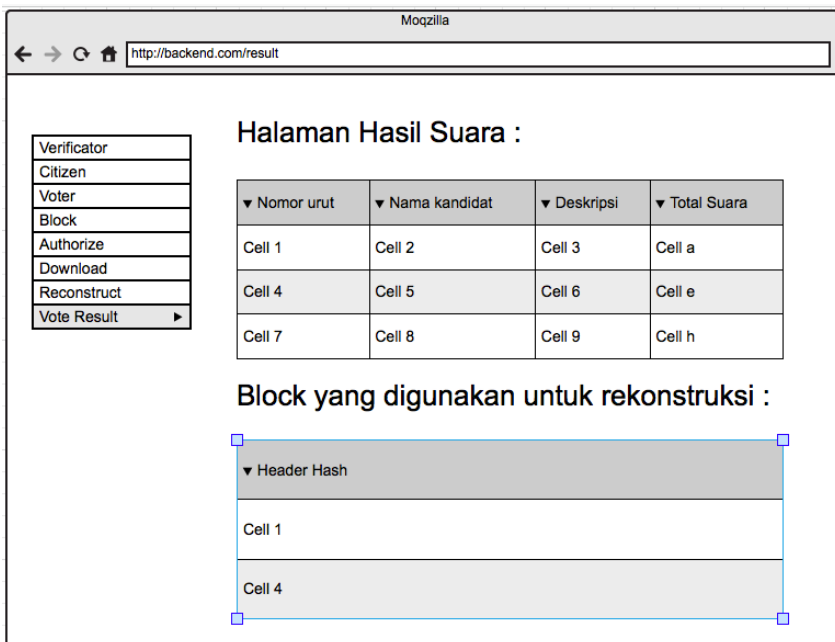 Moqzilla
http://backend.com/result
Verificator
Citizen
Voter
Block
Authorize
Download
Reconstruct
Vote Result
Halaman Hasil Suara :
Nomor urut Nama kandidat Deskripsi Total Suara
Cell 1 Cell 2 Cell 3 Cell a
Cell 4 Cell 5 Cell 6 Cell e
Cell 7 Cell 8 Cell 9 Cell h
Block yang digunakan untuk rekonstruksi :
Header Hash
Cell 1
Cell 4